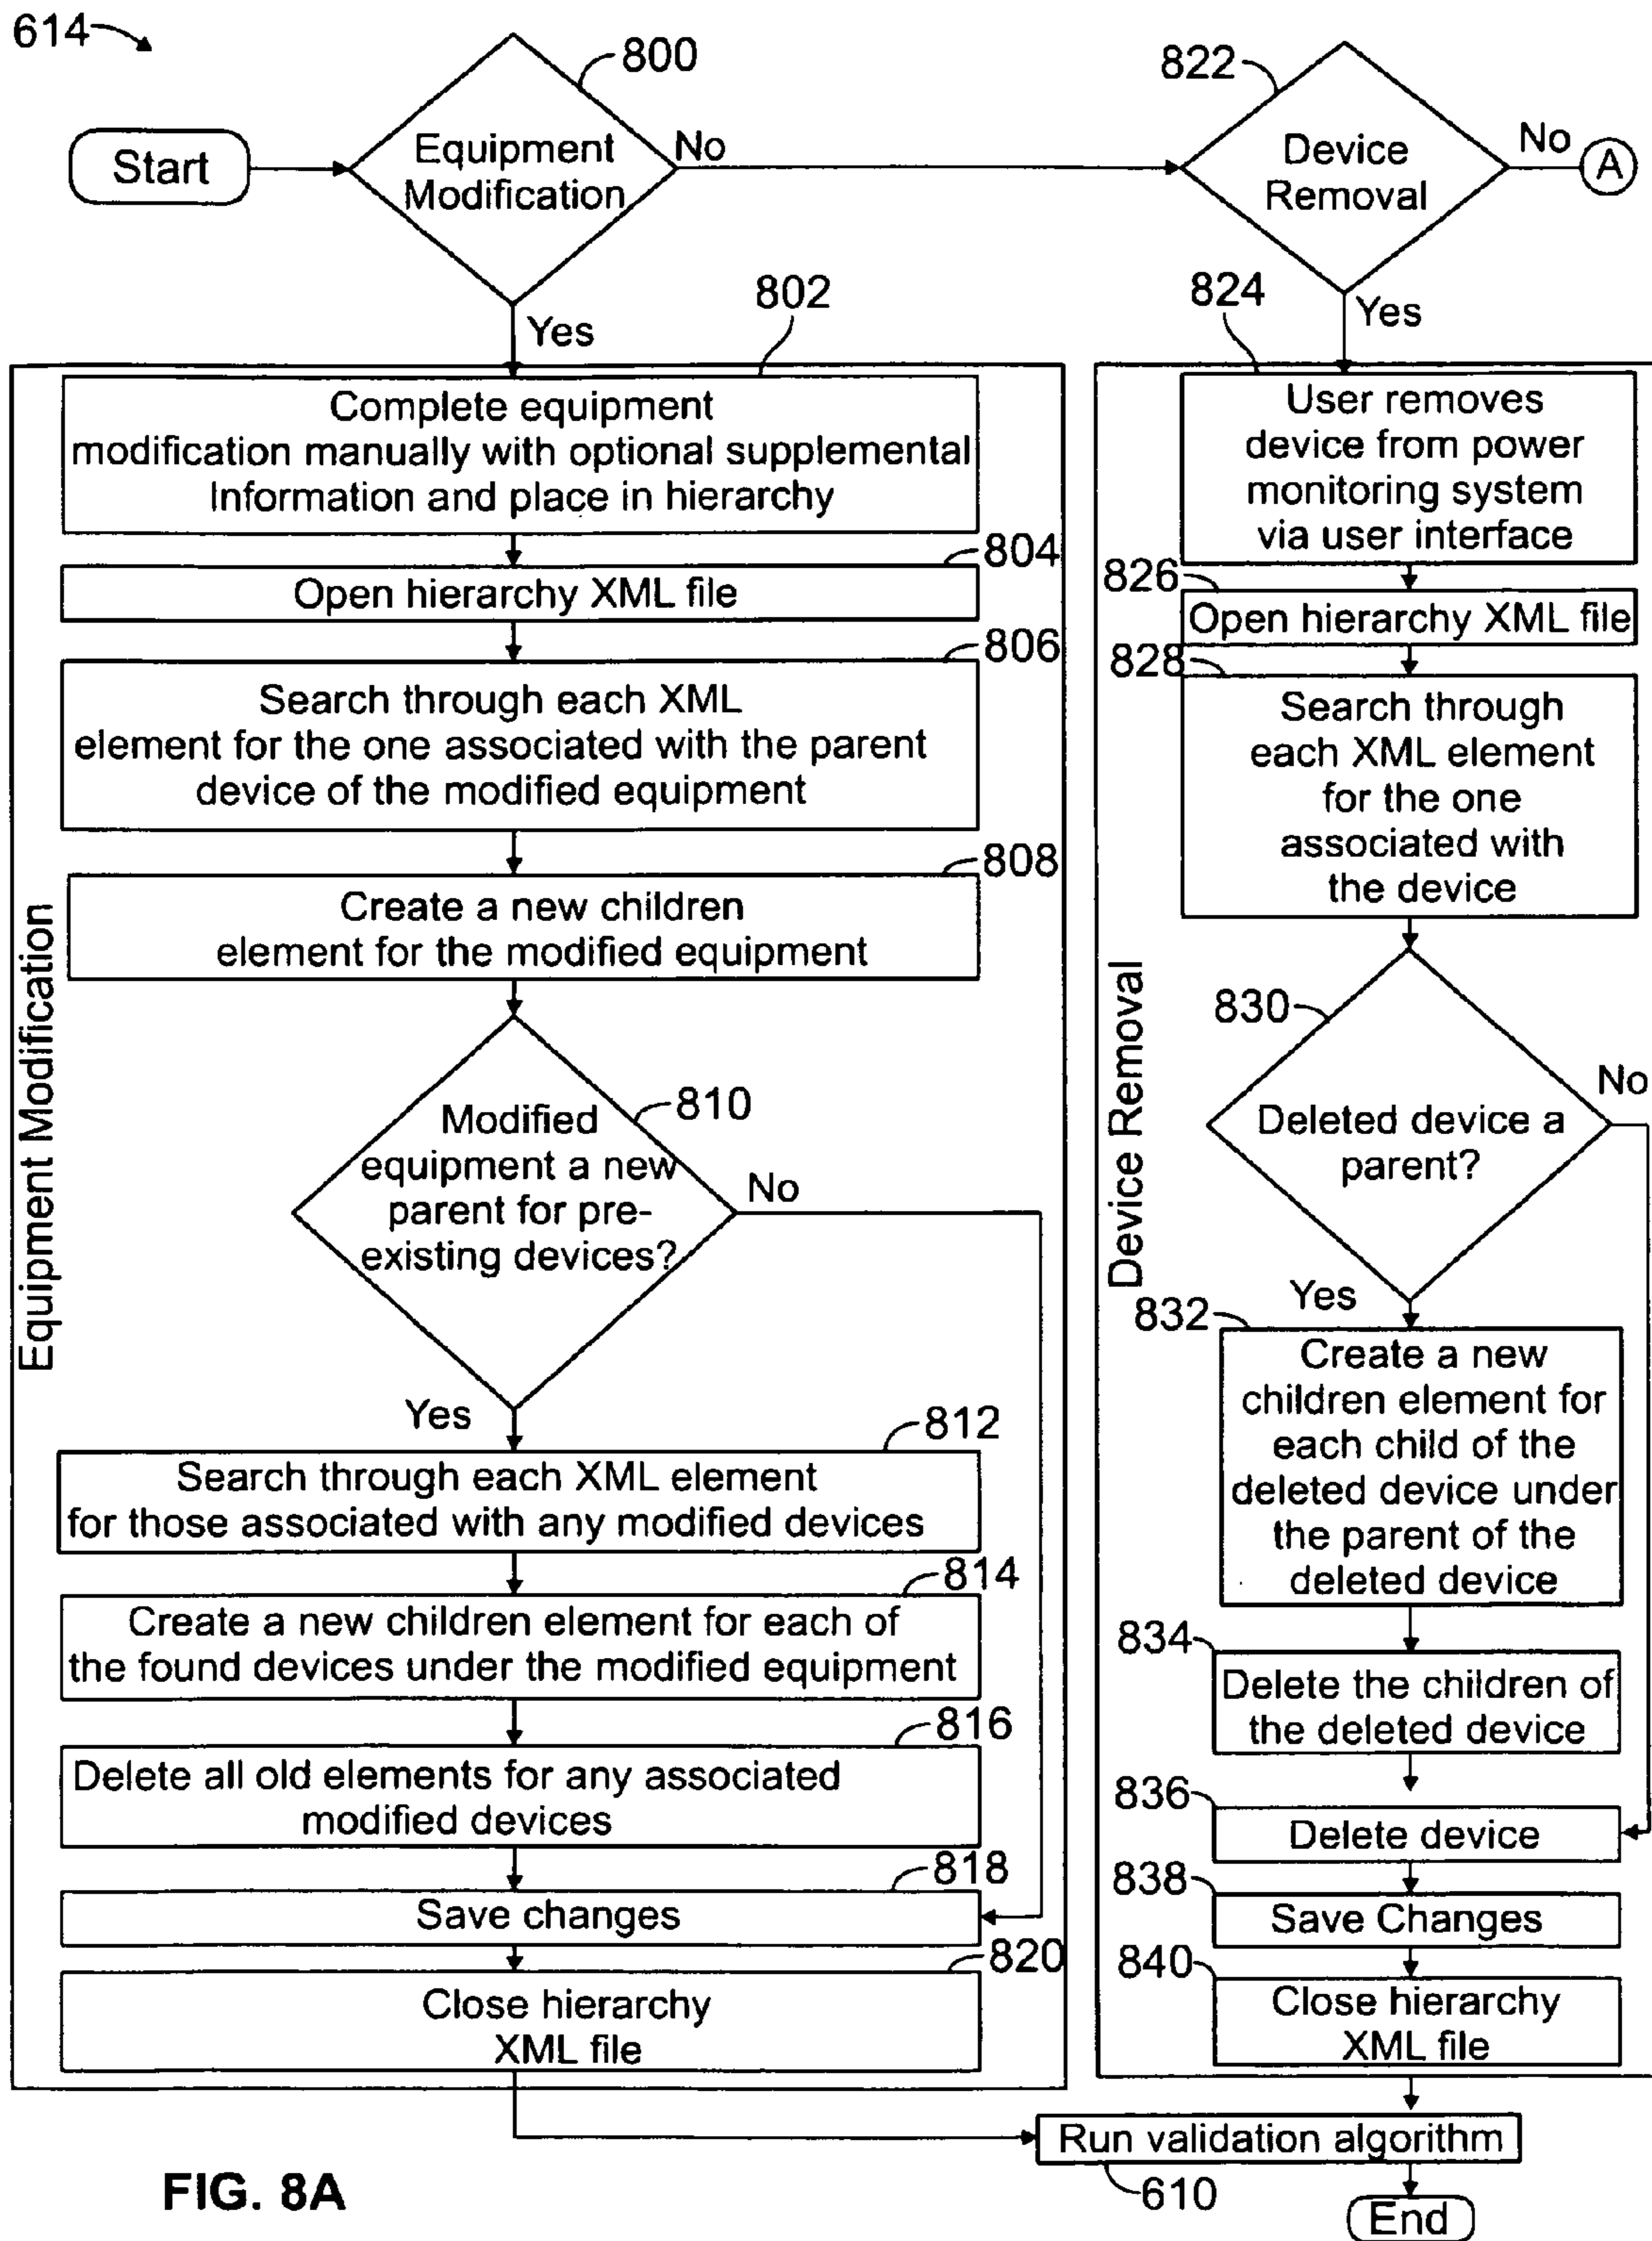 614
800
Start
Equipment
Modification
No
822
Device
Removal
No
A
Yes
802
Yes
824
Equipment Modification
Complete equipment
modification manually with optional supplemental
Information and place in hierarchy
804
Open hierarchy XML file
806
Search through each XML
element for the one associated with the parent
device of the modified equipment
808
Create a new children
element for the modified equipment
810
Modified
equipment a new
parent for pre-
existing devices?
No
Yes
812
Search through each XML element
for those associated with any modified devices
814
Create a new children element for each of
the found devices under the modified equipment
816
Delete all old elements for any associated
modified devices
818
Save changes
820
Close hierarchy
XML file
Device Removal
User removes
device from power
monitoring system
via user interface
826
Open hierarchy XML file
828
Search through
each XML element
for the one
associated with
the device
830
Deleted device a
parent?
No
Yes
832
Create a new
children element for
each child of the
deleted device under
the parent of the
deleted device
834
Delete the children of
the deleted device
836
Delete device
838
Save Changes
840
Close hierarchy
XML file
Run validation algorithm
610
End
FIG. 8A